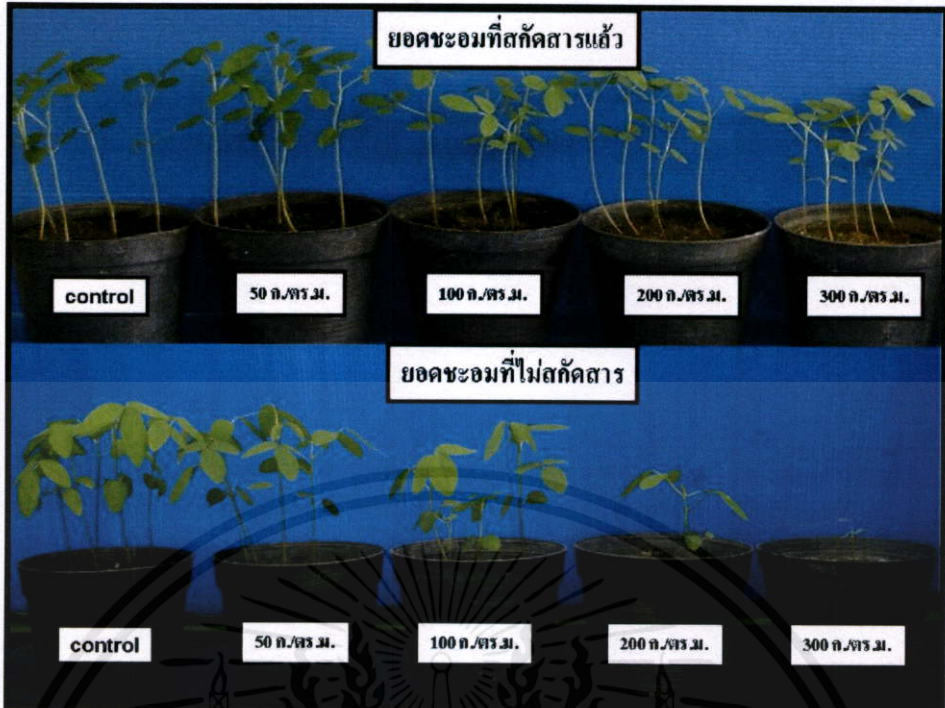 ยอดชะอมที่สกัดสารแล้ว
control
50 ก./ตร.ม.
100 ก./ตร.ม.
200 ก./ตร.ม.
300 ก./ตร.ม.
ยอดชะอมที่ไม่สกัดสาร
control
50 ก./ตร.ม.
100 ก./ตร.ม.
200 ก./ตร.ม.
300 ก./ตร.ม.